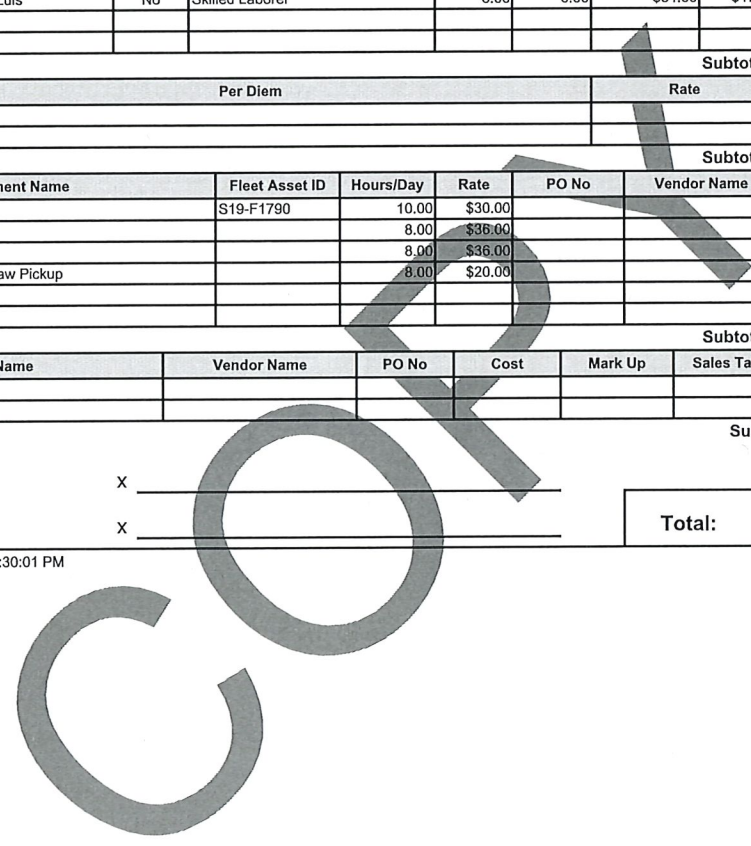 No Skilled Laborer
Subtot
Per Diem Rate
Subtot
ment Name Fleet Asset ID Hours/Day Rate PO No Vendor Name
S19-F1790 10.00 $30.00
8.00 $36.00
8.00 $36.00
aw Pickup 8.00 $20.00
Subtot
Name Vendor Name PO No Cost Mark Up Sales Ta
Su
X
X
Total:
:30:01 PM
COPY